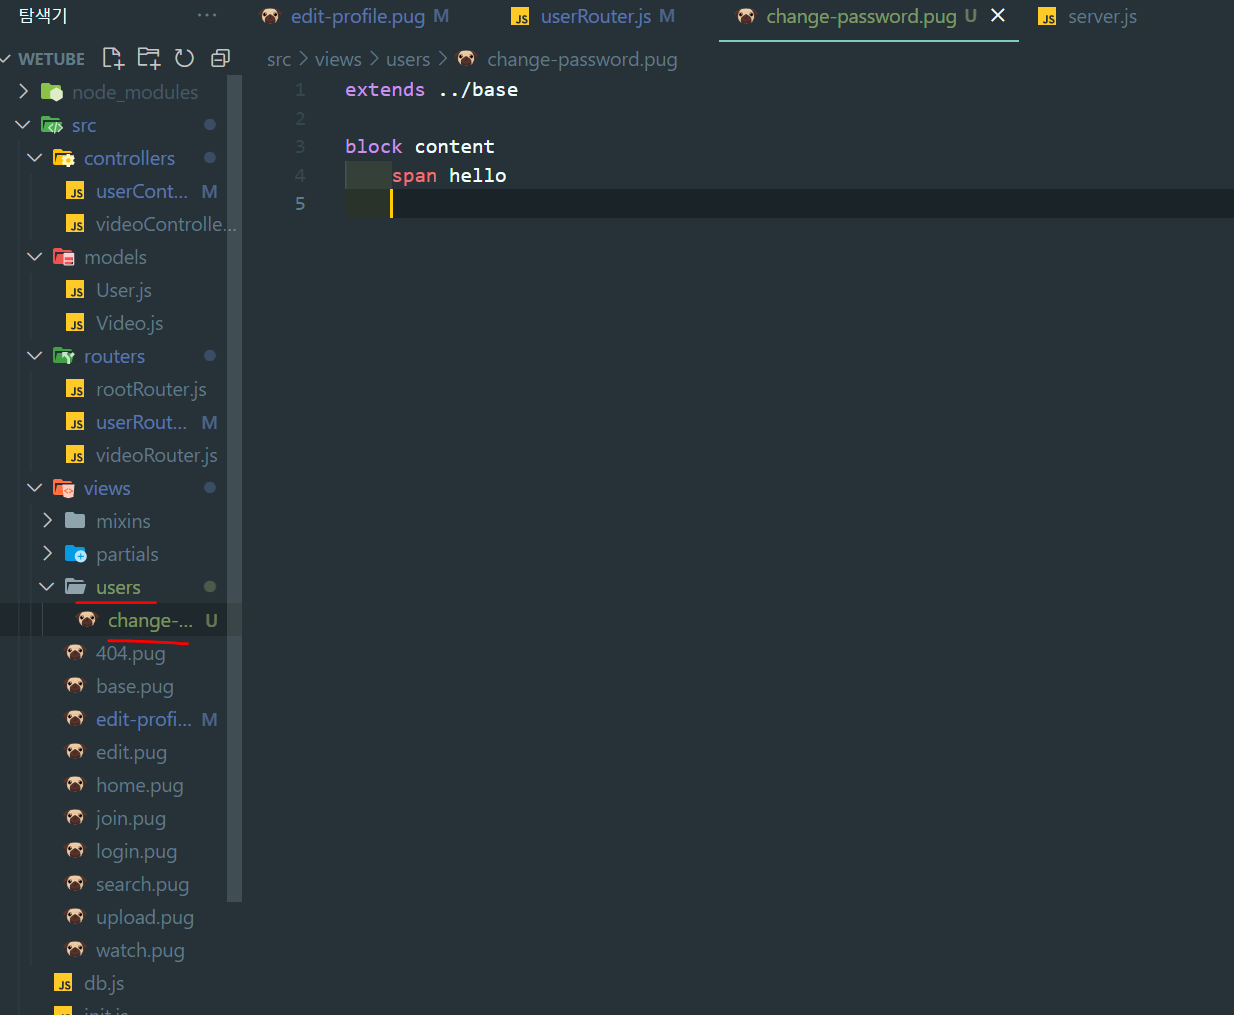 탐색기 ···
edit-profile.pug M
userRouter.js M
change-password.pug U
server.js
WETUBE
src > views > users > change-password.pug
node_modules
src
controllers
userCont... M
videoControlle...
models
User.js
Video.js
routers
rootRouter.js
userRout... M
videoRouter.js
views
mixins
partials
users
change-... U
404.pug
base.pug
edit-profi... M
edit.pug
home.pug
join.pug
login.pug
search.pug
upload.pug
watch.pug
db.js
init.js
1 extends ../base
2
3 block content
4 span hello
5